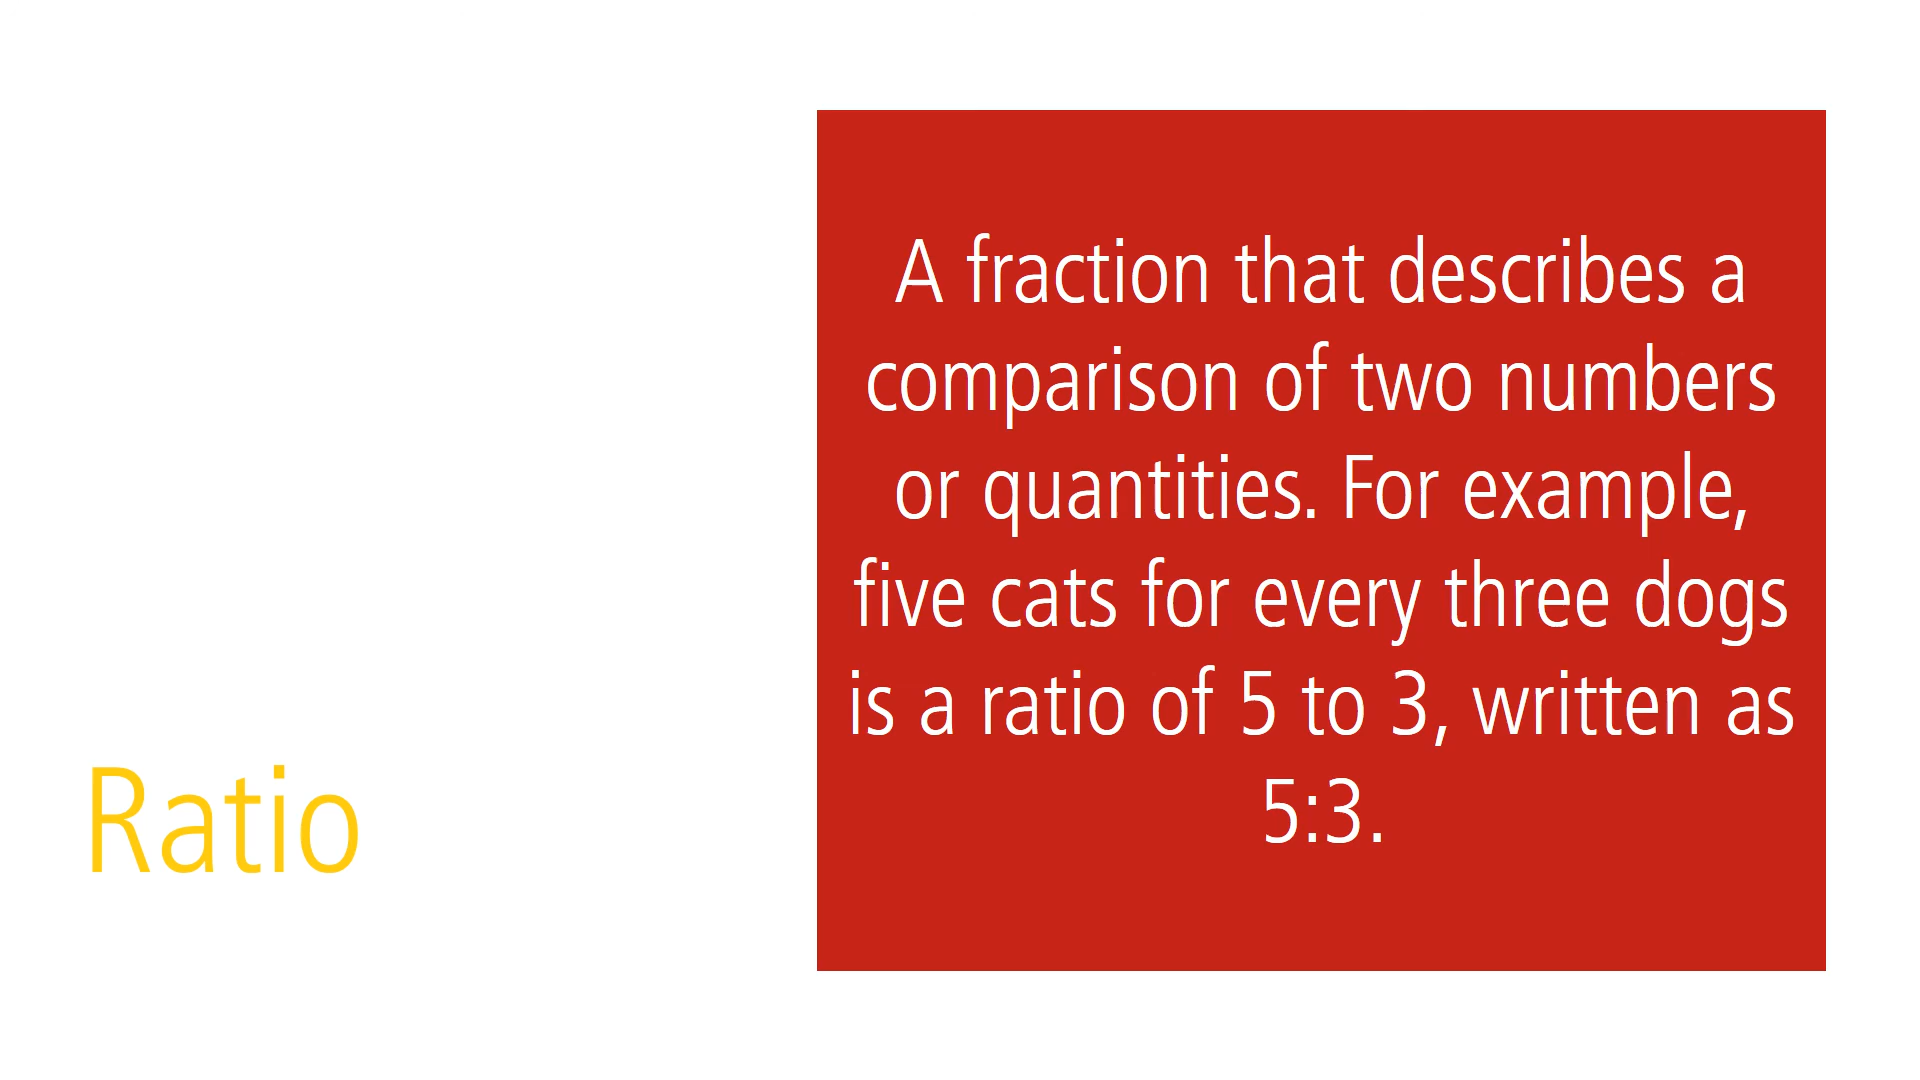 Ratio
A fraction that describes a
comparison of two numbers
or quantities. For example,
five cats for every three dogs
is a ratio of 5 to 3, written as
5:3.